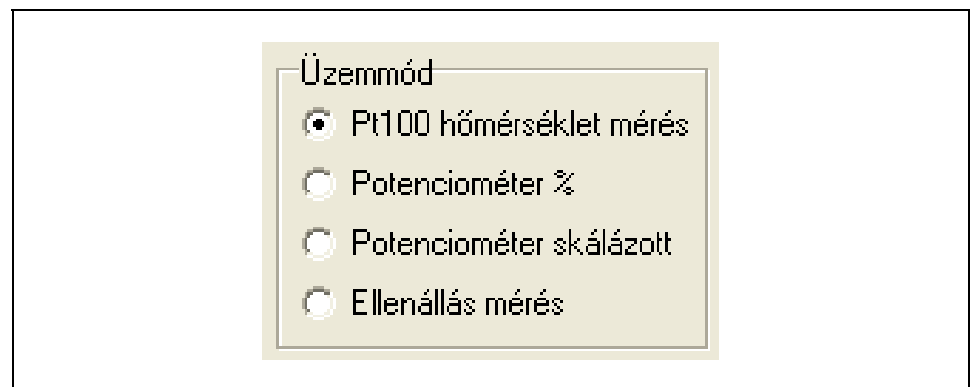 Üzemmód
Pt100 hőmérséklet mérés
Potenciométer %
Potenciométer skálázott
Ellenállás mérés